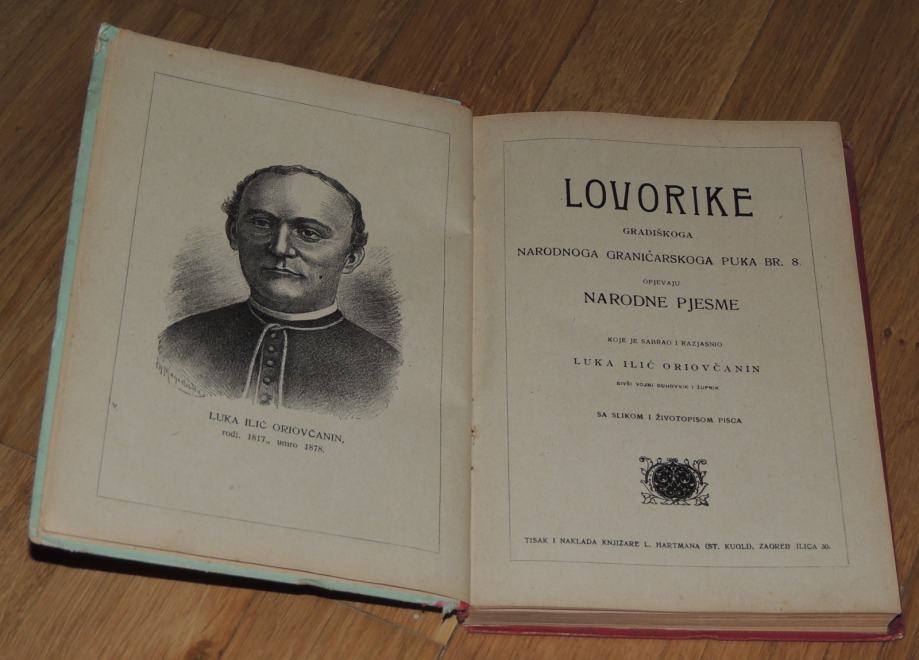 LUKA ILIĆ ORIOVČANIN,
rodj. 1817., umro 1878.
LOVORIKE
GRADIŠKOGA
NARODNOGA GRANIČARSKOGA PUKA BR. 8.
OPJEVAJU
NARODNE PJESME
KOJE JE SABRAO I RAZJASNIO
LUKA ILIĆ ORIOVČANIN
BIVŠI VOJNI DUHOVNIK I ŽUPNIK
SA SLIKOM I ŽIVOTOPISOM PISCA
TISAK I NAKLADA KNJIŽARE L. HARTMANA (ST. KUGLI), ZAGREB ILICA 30.